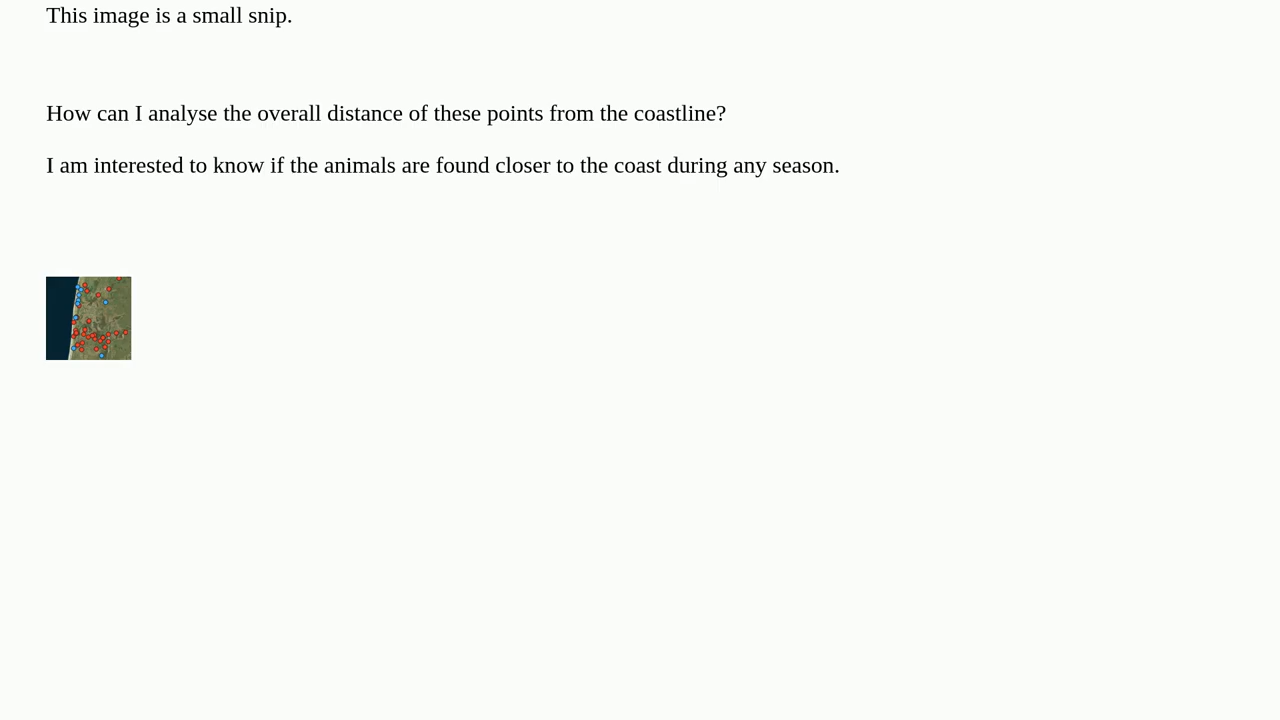 This image is a small snip.
How can I analyse the overall distance of these points from the coastline?
I am interested to know if the animals are found closer to the coast during any season.